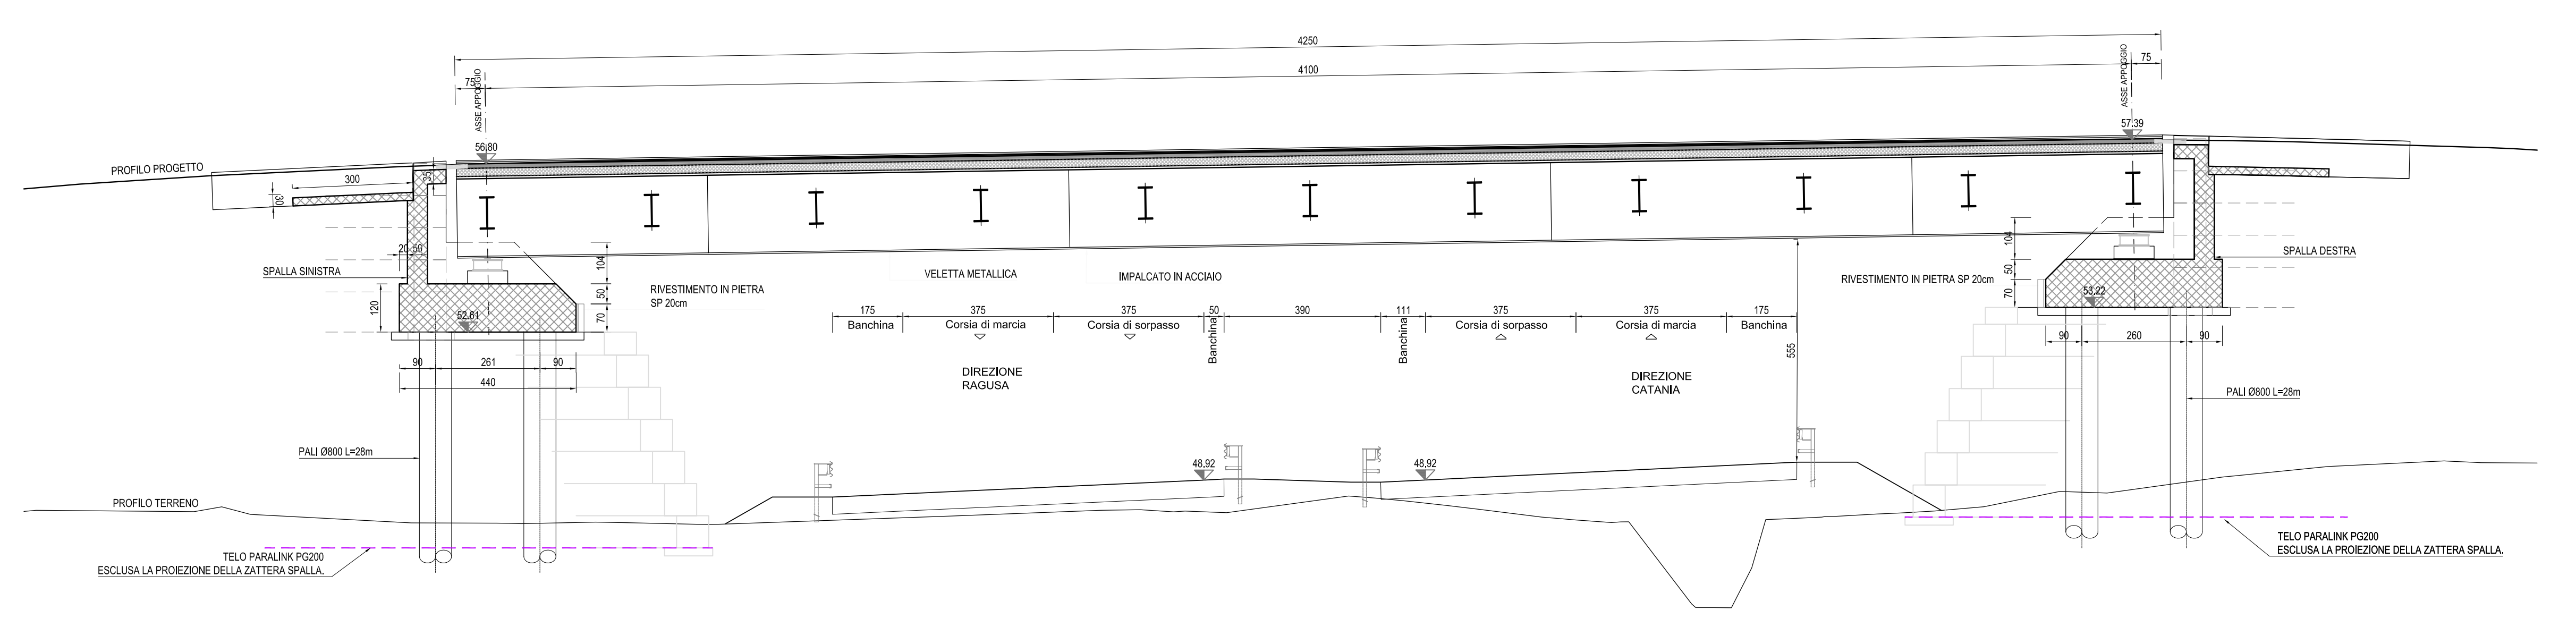 4250
75
4100
75
ASSE APPOGGIO
ASSE APPOGGIO
56.80
57.39
PROFILO PROGETTO
300
30
35
20 50
104
50
70
120
SPALLA SINISTRA
RIVESTIMENTO IN PIETRA
SP 20cm
VELETTA METALLICA
IMPALCATO IN ACCIAIO
RIVESTIMENTO IN PIETRA SP 20cm
SPALLA DESTRA
104
50
70
52.61
53.22
175
375
375
50
390
111
375
375
175
Banchina
Corsia di marcia
Corsia di sorpasso
Banchina
Banchina
Corsia di sorpasso
Corsia di marcia
Banchina
555
90
261
90
440
90
260
90
DIREZIONE
RAGUSA
DIREZIONE
CATANIA
PALI Ø800 L=28m
PALI Ø800 L=28m
48.92
48.92
PROFILO TERRENO
TELO PARALINK PG200
ESCLUSA LA PROIEZIONE DELLA ZATTERA SPALLA.
TELO PARALINK PG200
ESCLUSA LA PROIEZIONE DELLA ZATTERA SPALLA.